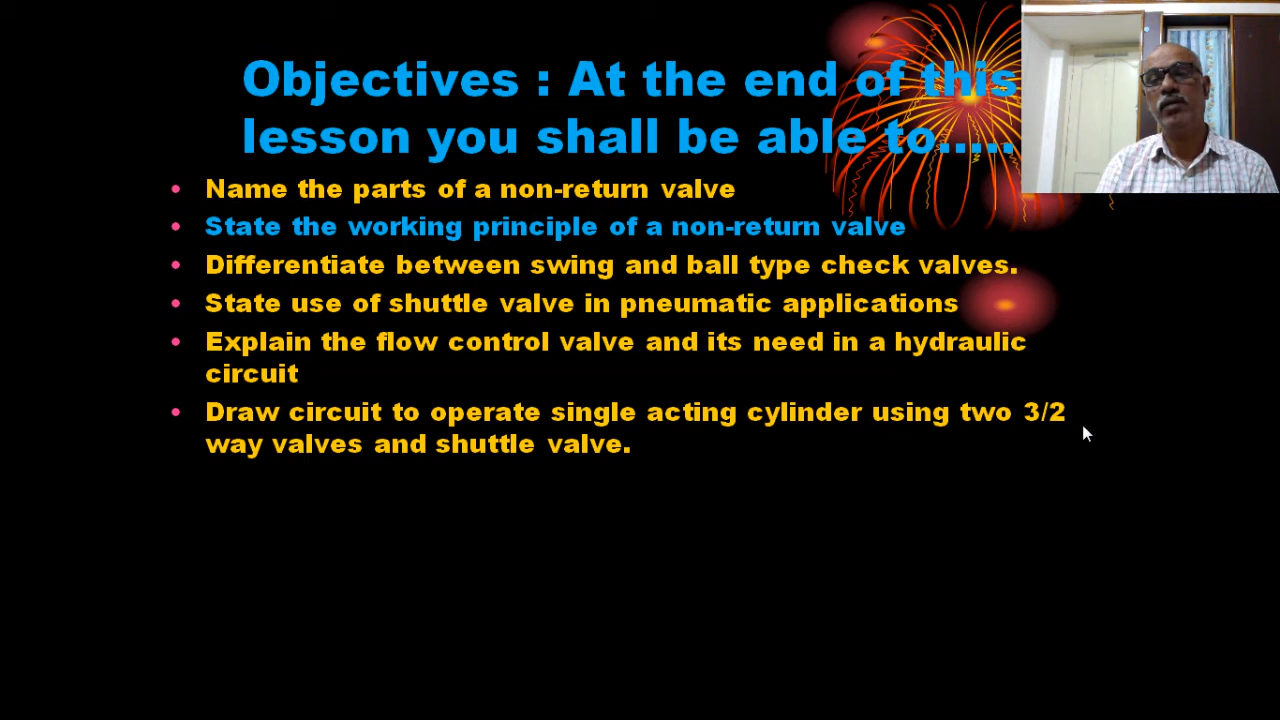 Objectives : At the end of this
lesson you shall be able to.....
• Name the parts of a non-return valve
• State the working principle of a non-return valve
• Differentiate between swing and ball type check valves.
• State use of shuttle valve in pneumatic applications
• Explain the flow control valve and its need in a hydraulic
circuit
• Draw circuit to operate single acting cylinder using two 3/2
way valves and shuttle valve.